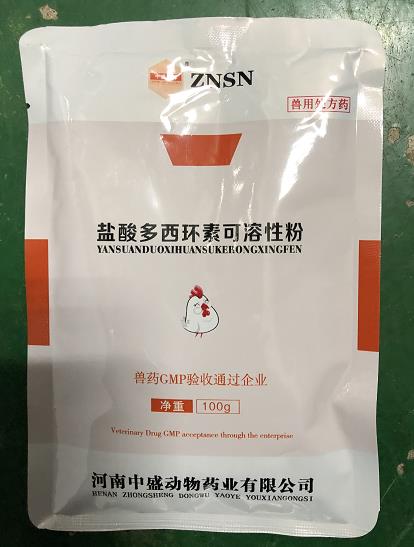 ZNSN
兽用处方药
盐酸多西环素可溶性粉
YANSUANDUOXIHUANSUKERONGXINGFEN
兽药GMP验收通过企业
净重 100g
Veterinary Drug GMP acceptance through the enterprise
河南中盛动物药业有限公司
HENAN ZHONGSHENG DONGWU YAOYE YOUXIANGONGSI